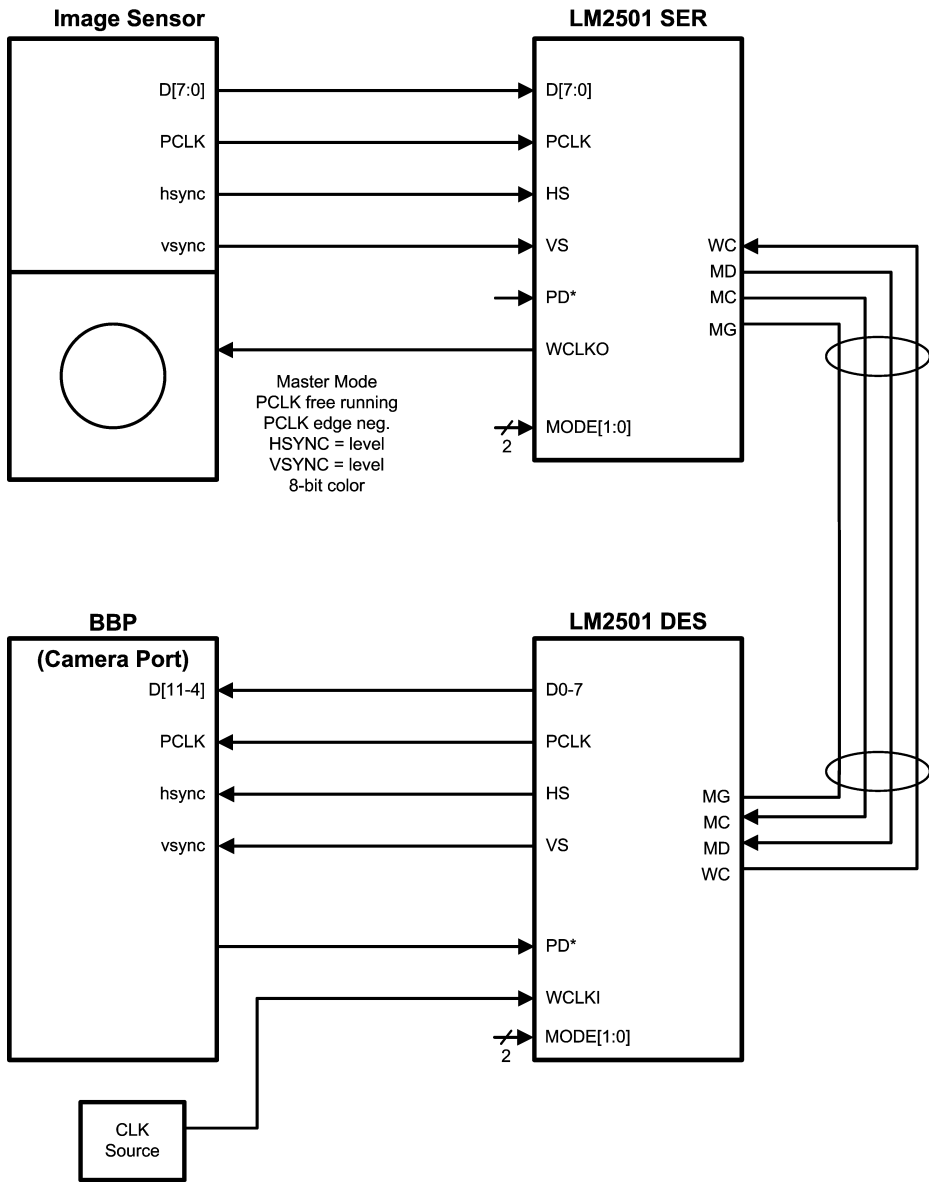 Image Sensor
LM2501 SER
D[7:0]
D[7:0]
PCLK
PCLK
hsync
HS
vsync
VS
WC
MD
PD*
MC
MG
WCLKO
Master Mode
PCLK free running
PCLK edge neg.
HSYNC = level
VSYNC = level
8-bit color
MODE[1:0]
2
BBP
LM2501 DES
(Camera Port)
D[11-4]
D0-7
PCLK
PCLK
hsync
HS
MG
MC
vsync
VS
MD
WC
PD*
WCLKI
MODE[1:0]
2
CLK
Source